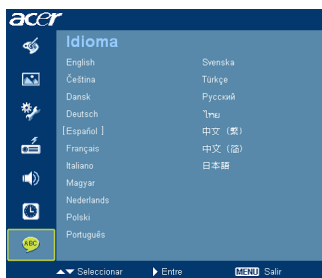 acer
Idioma
English
Čeština
Dansk
Deutsch
[Español ]
Français
Italiano
Magyar
Nederlands
Polski
Português
Svenska
Türkçe
Русский
ไทย
中文 (繁)
中文 (简)
日本語
ABC
Seleccionar Entre MENU Salir